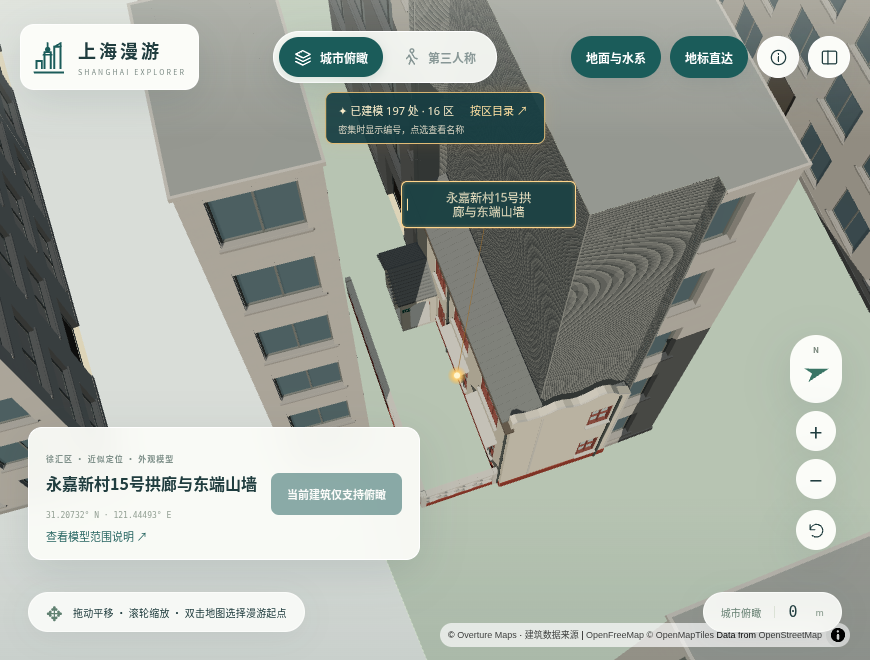 上海漫游
SHANGHAI EXPLORER
城市俯瞰
第三人称
地面与水系
地标直达
✦ 已建模 197 处 · 16 区 按区目录 ↗
密集时显示编号，点选查看名称
永嘉新村15号拱
廊与东端山墙
N
徐汇区 · 近似定位 · 外观模型
永嘉新村15号拱廊与东端山墙
当前建筑仅支持俯瞰
31.20732° N · 121.44493° E
查看模型范围说明 ↗
拖动平移 · 滚轮缩放 · 双击地图选择漫游起点
城市俯瞰 0 m
© Overture Maps · 建筑数据来源 | OpenFreeMap © OpenMapTiles Data from OpenStreetMap